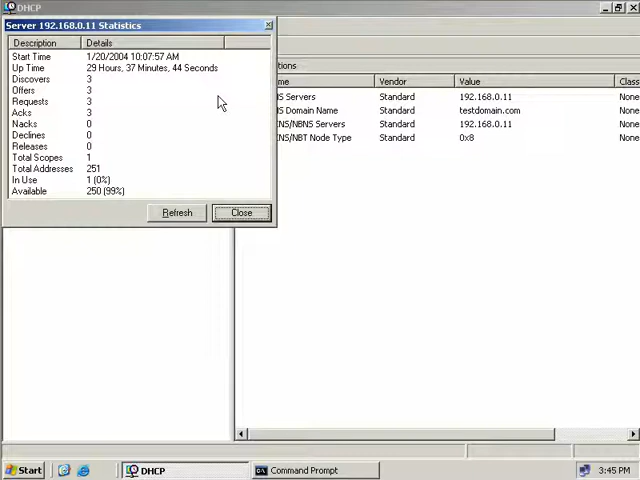 DHCP
Server 192.168.0.11 Statistics
Description Details
Start Time 1/20/2004 10:07:57 AM
Up Time 29 Hours, 37 Minutes, 44 Seconds
Discovers 3
Offers 3
Requests 3
Acks 3
Nacks 0
Declines 0
Releases 0
Total Scopes 1
Total Addresses 251
In Use 1 (0%)
Available 250 (99%)
Refresh Close
tions
me Vendor Value Class
NS Servers Standard 192.168.0.11 None
NS Domain Name Standard testdomain.com None
INS/NBNS Servers Standard 192.168.0.11 None
INS/NBT Node Type Standard 0x8 None
Start DHCP Command Prompt 3:45 PM